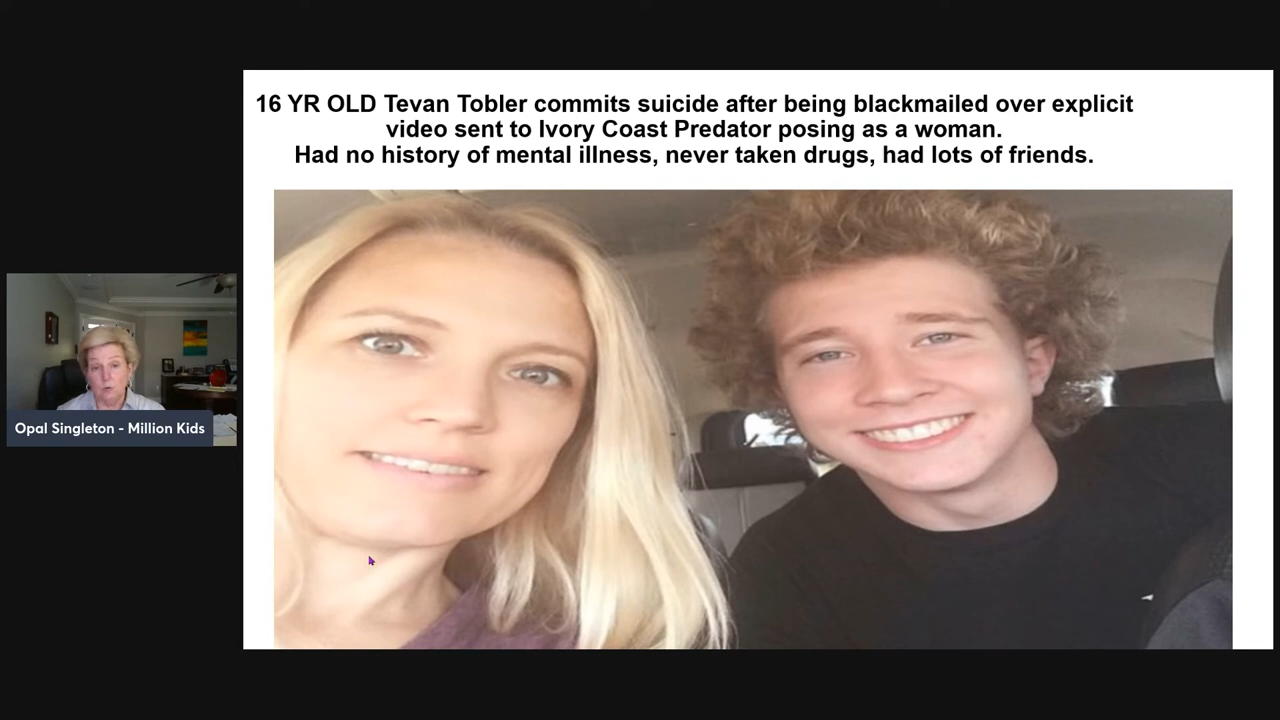 16 YR OLD Tevan Tobler commits suicide after being blackmailed over explicit
video sent to Ivory Coast Predator posing as a woman.
Had no history of mental illness, never taken drugs, had lots of friends.
Opal Singleton - Million Kids